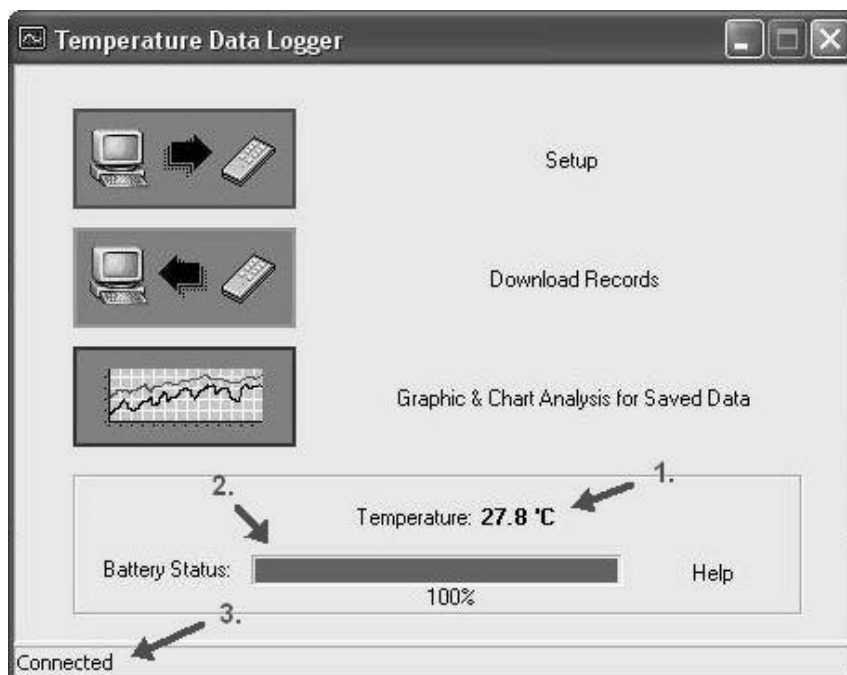 Temperature Data Logger
Setup
Download Records
Graphic & Chart Analysis for Saved Data
1.
2.
Temperature: 27.8 'C
Battery Status:
Help
100%
3.
Connected